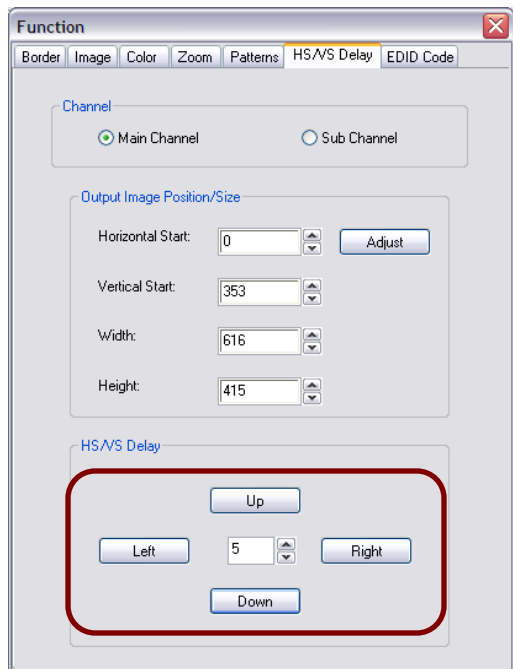 Function
Border Image Color Zoom Patterns HS/VS Delay EDID Code
Channel
Main Channel Sub Channel
Output Image Position/Size
Horizontal Start: 0 Adjust
Vertical Start: 353
Width: 616
Height: 415
HS/VS Delay
Up
Left 5 Right
Down